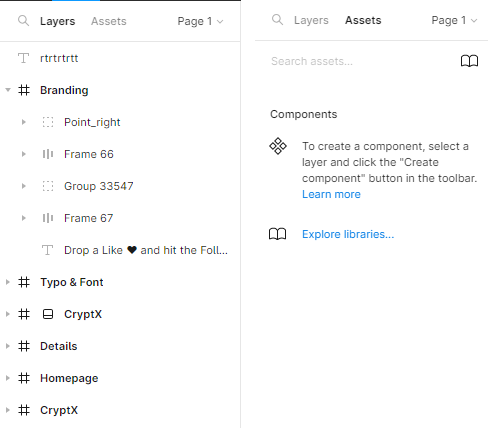 Layers Assets Page 1
rtrtrtrtt
Branding
Point_right
Frame 66
Group 33547
Frame 67
Drop a Like ❤ and hit the Foll...
Typo & Font
CryptX
Details
Homepage
CryptX
Layers Assets Page 1
Search assets...
Components
To create a component, select a
layer and click the "Create
component" button in the toolbar.
Learn more
Explore libraries...